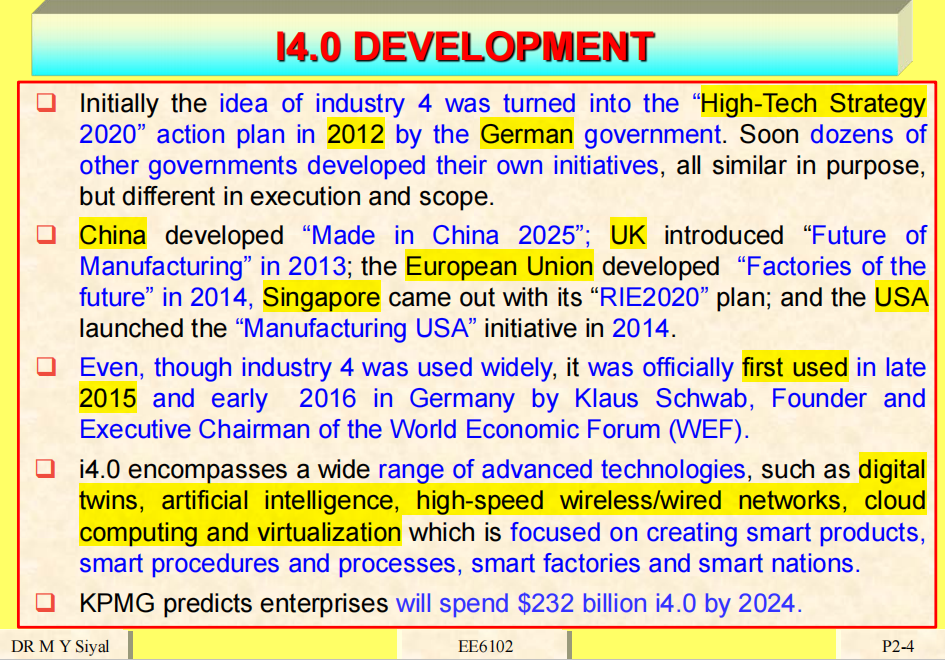 I4.0 DEVELOPMENT
Initially the idea of industry 4 was turned into the “High-Tech Strategy
2020” action plan in 2012 by the German government. Soon dozens of
other governments developed their own initiatives, all similar in purpose,
but different in execution and scope.
China developed “Made in China 2025”; UK introduced “Future of
Manufacturing” in 2013; the European Union developed “Factories of the
future” in 2014, Singapore came out with its “RIE2020” plan; and the USA
launched the “Manufacturing USA” initiative in 2014.
Even, though industry 4 was used widely, it was officially first used in late
2015 and early 2016 in Germany by Klaus Schwab, Founder and
Executive Chairman of the World Economic Forum (WEF).
i4.0 encompasses a wide range of advanced technologies, such as digital
twins, artificial intelligence, high-speed wireless/wired networks, cloud
computing and virtualization which is focused on creating smart products,
smart procedures and processes, smart factories and smart nations.
KPMG predicts enterprises will spend $232 billion i4.0 by 2024.
DR M Y Siyal EE6102 P2-4